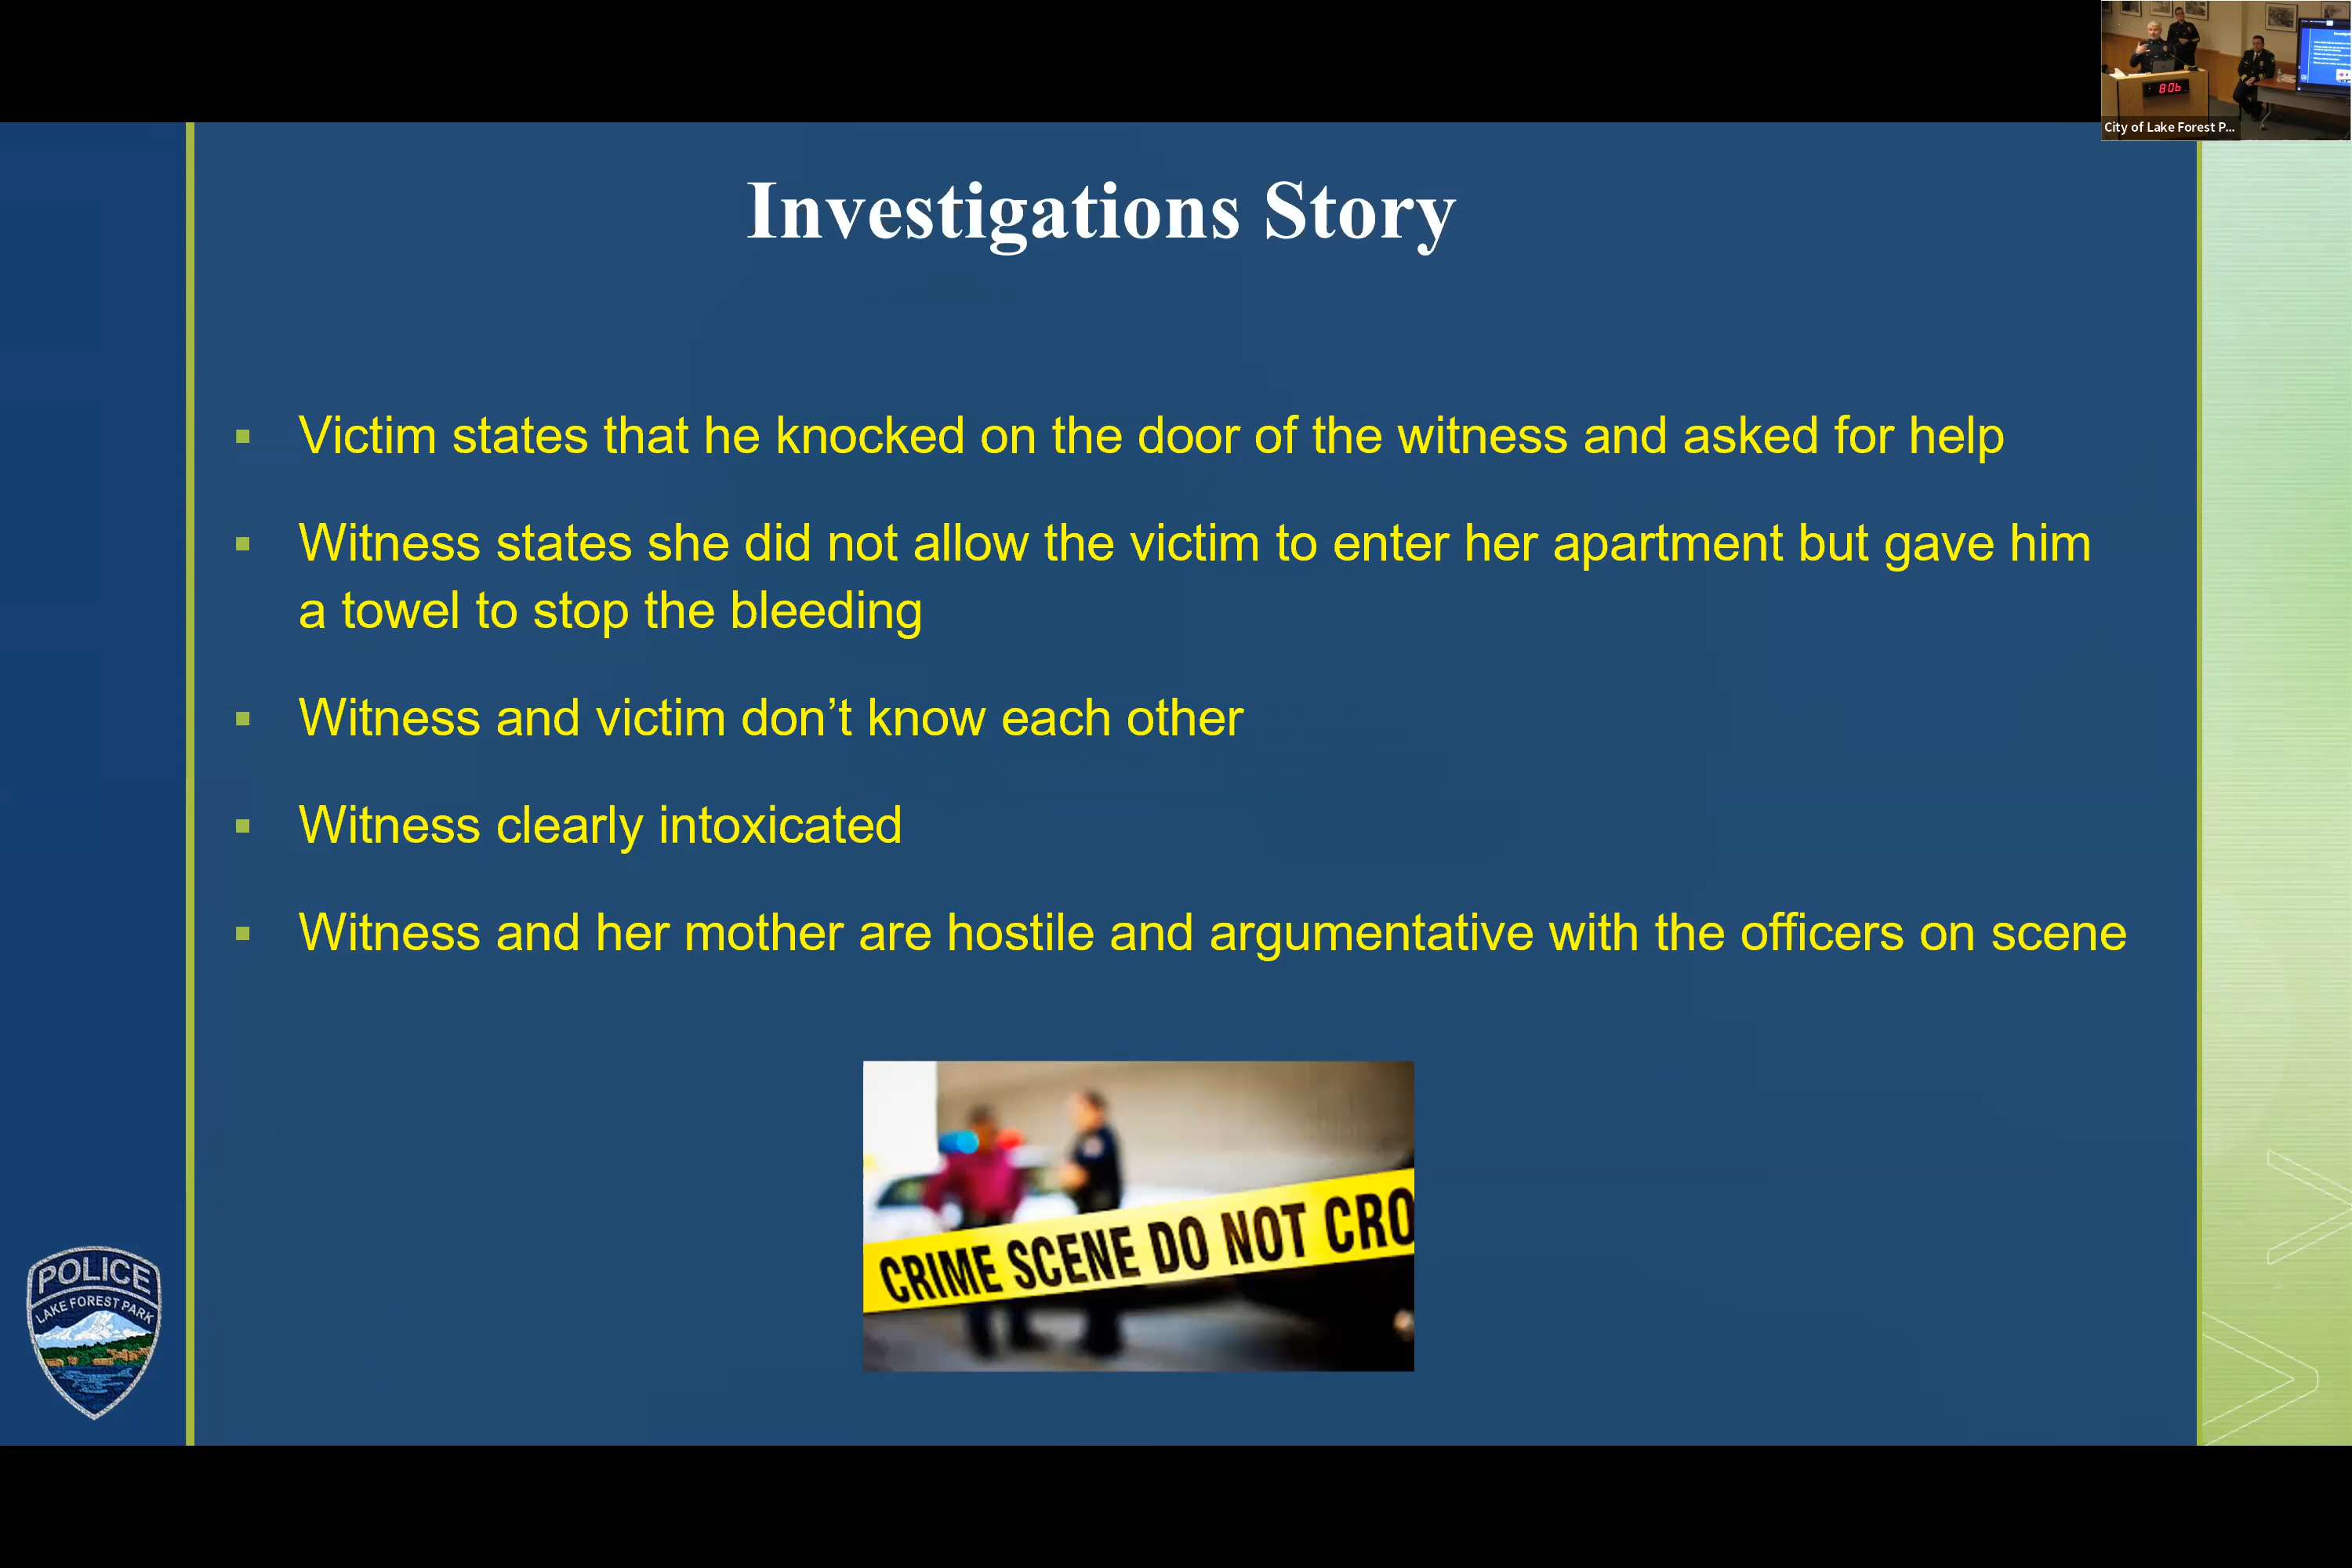 8:06
City of Lake Forest P...
Investigations Story
Victim states that he knocked on the door of the witness and asked for help
Witness states she did not allow the victim to enter her apartment but gave him
a towel to stop the bleeding
Witness and victim don’t know each other
Witness clearly intoxicated
Witness and her mother are hostile and argumentative with the officers on scene
CRIME SCENE DO NOT CRO
POLICE
LAKE FOREST PARK